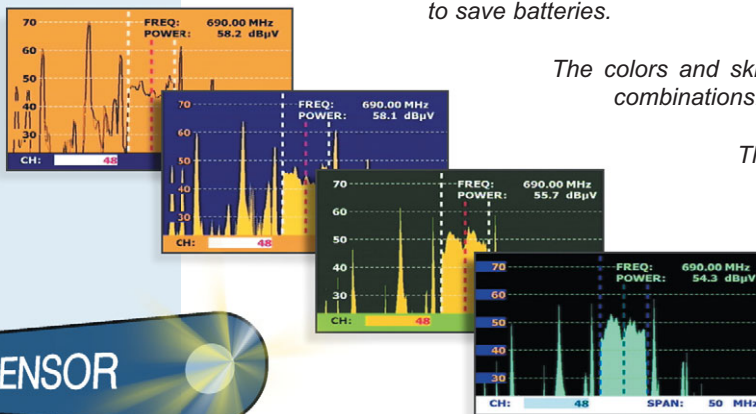 to save batteries.
The colors and
combinations
70 FREQ: 690.00 MHz
60 POWER: 58.2 dBµV
50
40
30
CH: 48
70 FREQ: 690.00 MHz
60 POWER: 58.1 dBµV
50
40
30
CH: 48
70 FREQ: 690.00 MHz
60 POWER: 55.7 dBµV
50
40
30
CH: 48
70 FREQ: 690.00 MHz
60 POWER: 54.3 dBµV
50
40
30
CH: 48 SPAN: 50 MHz